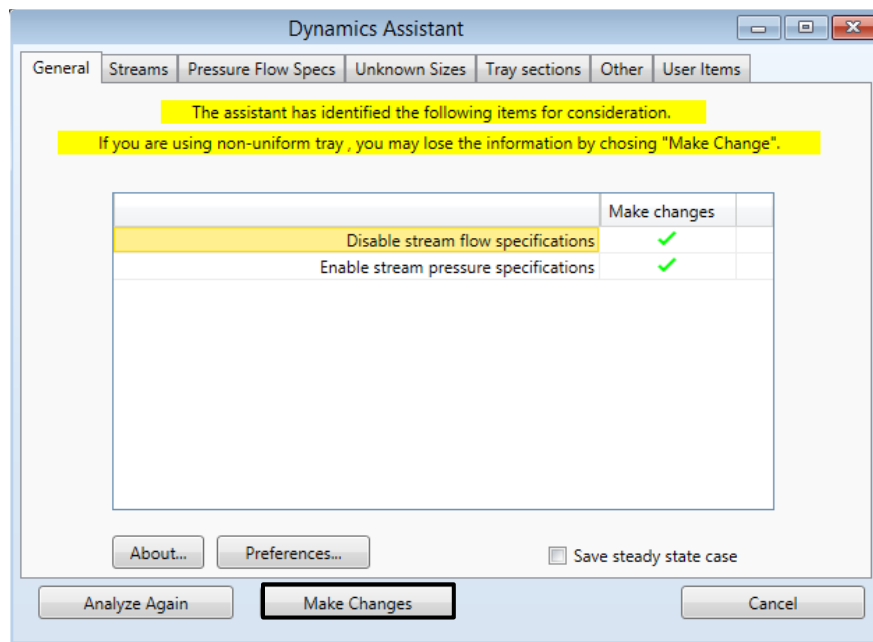 Dynamics Assistant
General Streams Pressure Flow Specs Unknown Sizes Tray sections Other User Items
The assistant has identified the following items for consideration.
If you are using non-uniform tray , you may lose the information by chosing "Make Change".
Make changes
Disable stream flow specifications
Enable stream pressure specifications
About... Preferences... Save steady state case
Analyze Again Make Changes Cancel